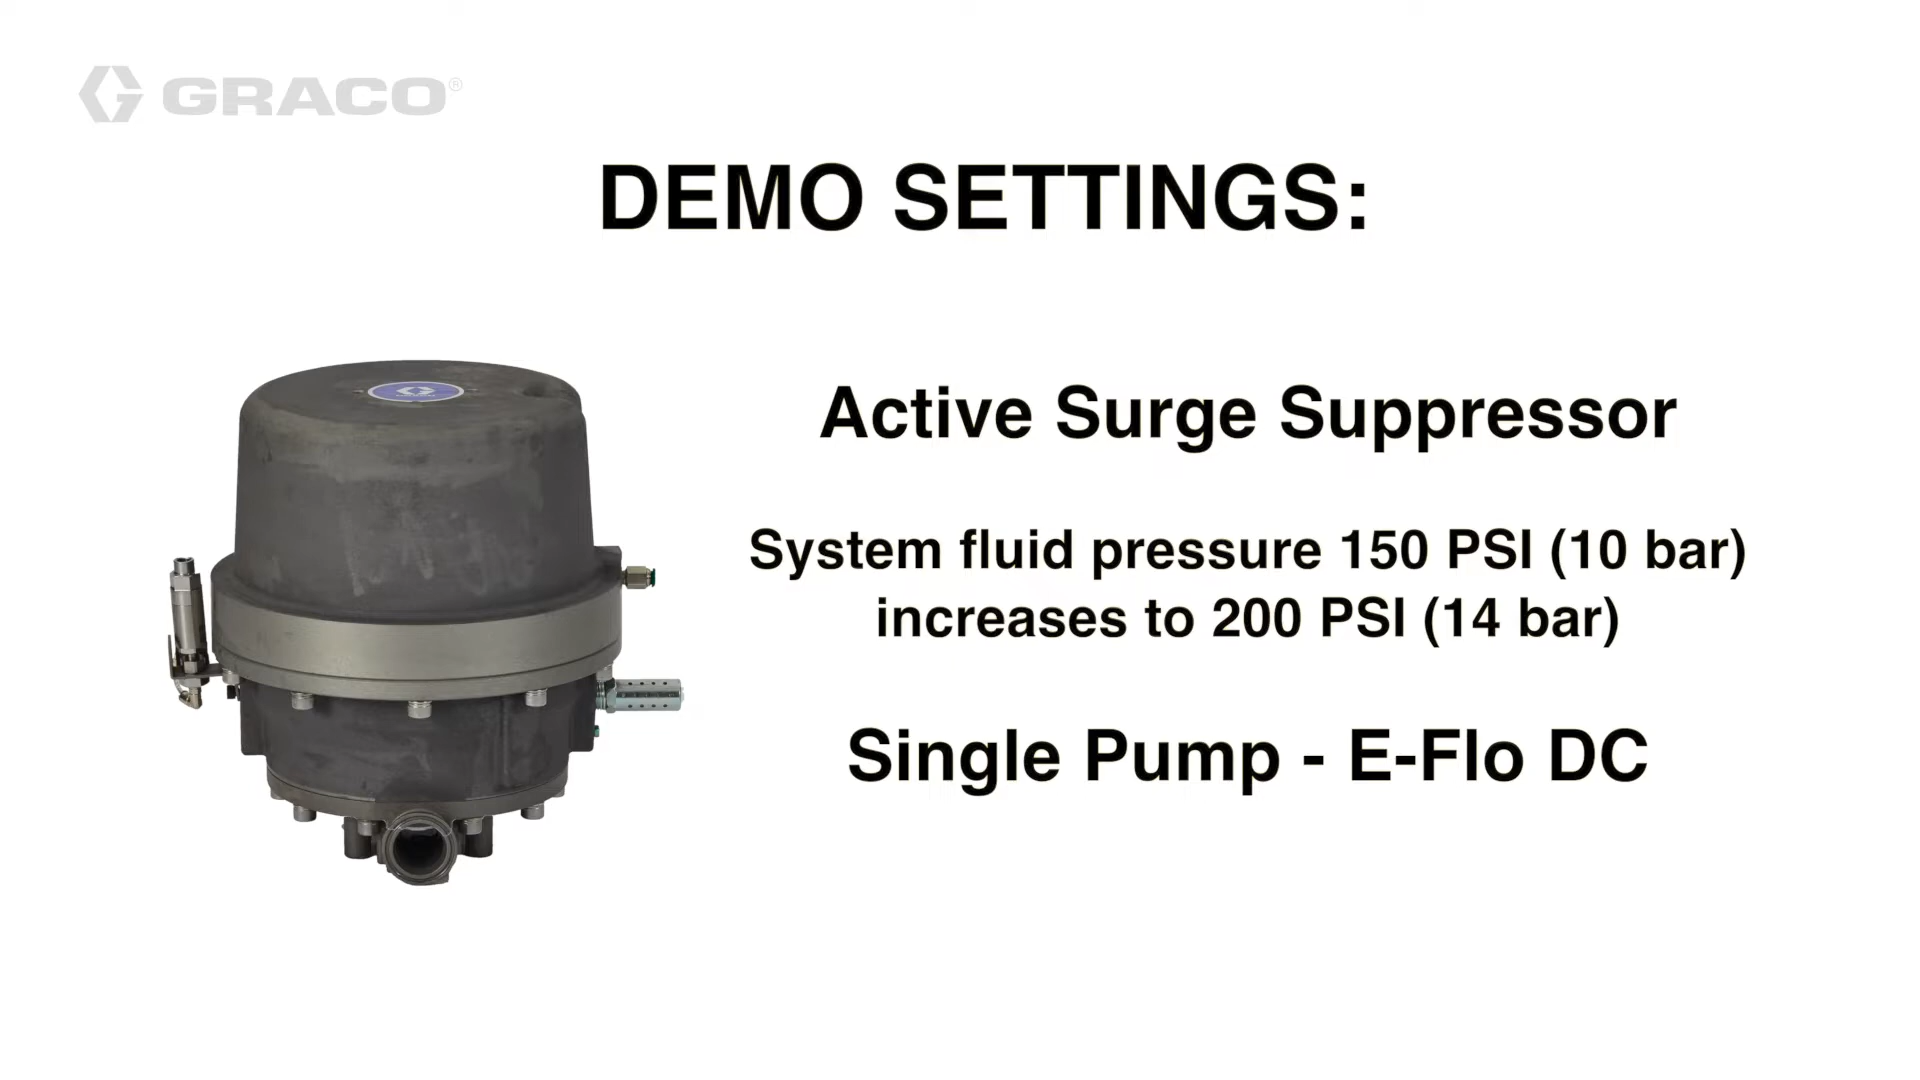 GRACO®
DEMO SETTINGS:
Active Surge Suppressor
System fluid pressure 150 PSI (10 bar)
increases to 200 PSI (14 bar)
Single Pump - E-Flo DC